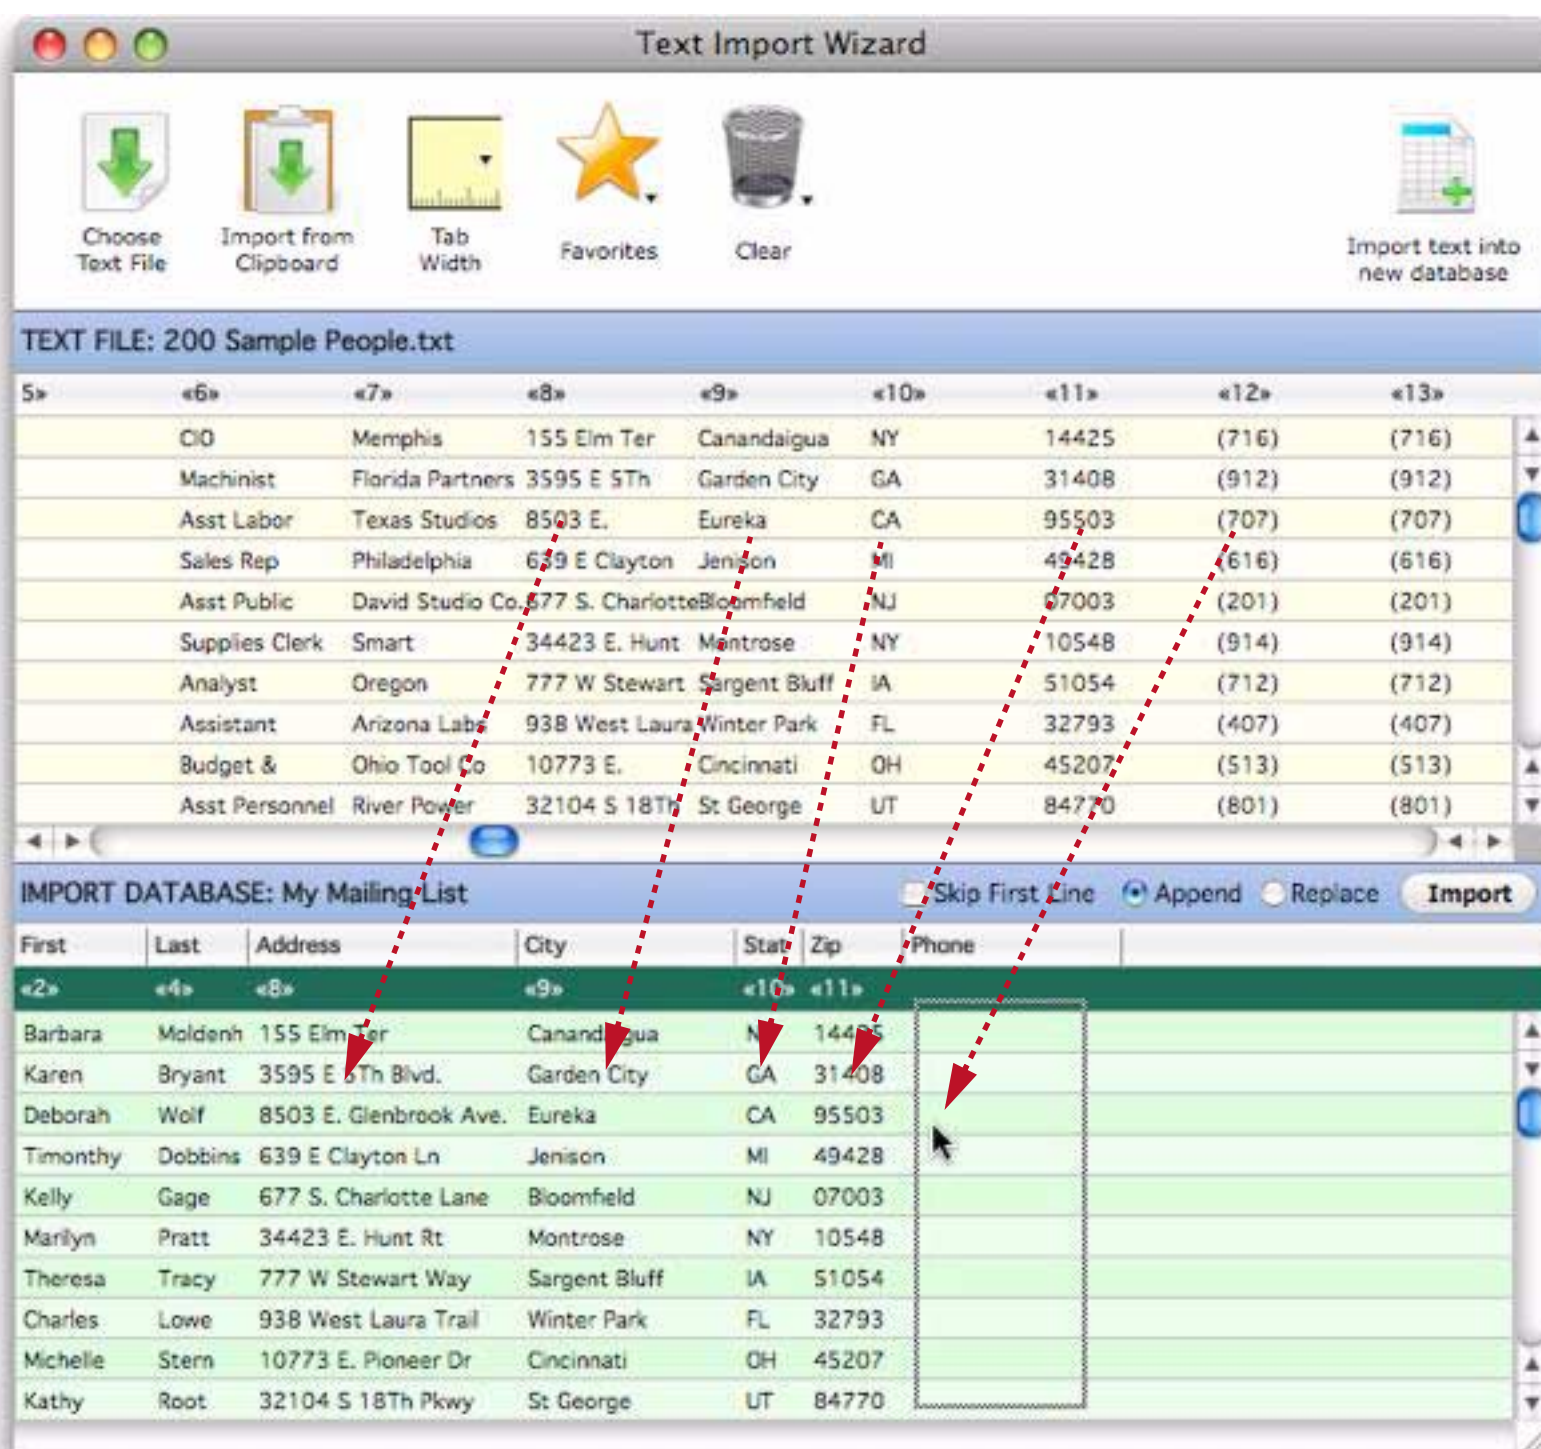 Text Import Wizard
Choose Text File
Import from Clipboard
Tab Width
Favorites
Clear
Import text into new database
TEXT FILE: 200 Sample People.txt
5» «6» «7» «8» «9» «10» «11» «12» «13»
CIO Memphis 155 Elm Ter Canandaigua NY 14425 (716) (716)
Machinist Florida Partners 3595 E 5Th Garden City GA 31408 (912) (912)
Asst Labor Texas Studios 8503 E. Eureka CA 95503 (707) (707)
Sales Rep Philadelphia 639 E Clayton Jenison MI 49428 (616) (616)
Asst Public David Studio Co. 677 S. Charlotte Bloomfield NJ 07003 (201) (201)
Supplies Clerk Smart 34423 E. Hunt Montrose NY 10548 (914) (914)
Analyst Oregon 777 W Stewart Sargent Bluff IA 51054 (712) (712)
Assistant Arizona Labs 938 West Laura Winter Park FL 32793 (407) (407)
Budget & Ohio Tool Co 10773 E. Cincinnati OH 45207 (513) (513)
Asst Personnel River Power 32104 S 18Th St George UT 84770 (801) (801)
IMPORT DATABASE: My Mailing List Skip First Line Append Replace Import
First Last Address City Stat Zip Phone
«2» «4» «8» «9» «10» «11»
Barbara Moldenh 155 Elm Ter Canandaigua NY 14425
Karen Bryant 3595 E 5Th Blvd. Garden City GA 31408
Deborah Wolf 8503 E. Glenbrook Ave. Eureka CA 95503
Timonthy Dobbins 639 E Clayton Ln Jenison MI 49428
Kelly Gage 677 S. Charlotte Lane Bloomfield NJ 07003
Marilyn Pratt 34423 E. Hunt Rt Montrose NY 10548
Theresa Tracy 777 W Stewart Way Sargent Bluff IA 51054
Charles Lowe 938 West Laura Trail Winter Park FL 32793
Michelle Stern 10773 E. Pioneer Dr Cincinnati OH 45207
Kathy Root 32104 S 18Th Pkwy St George UT 84770